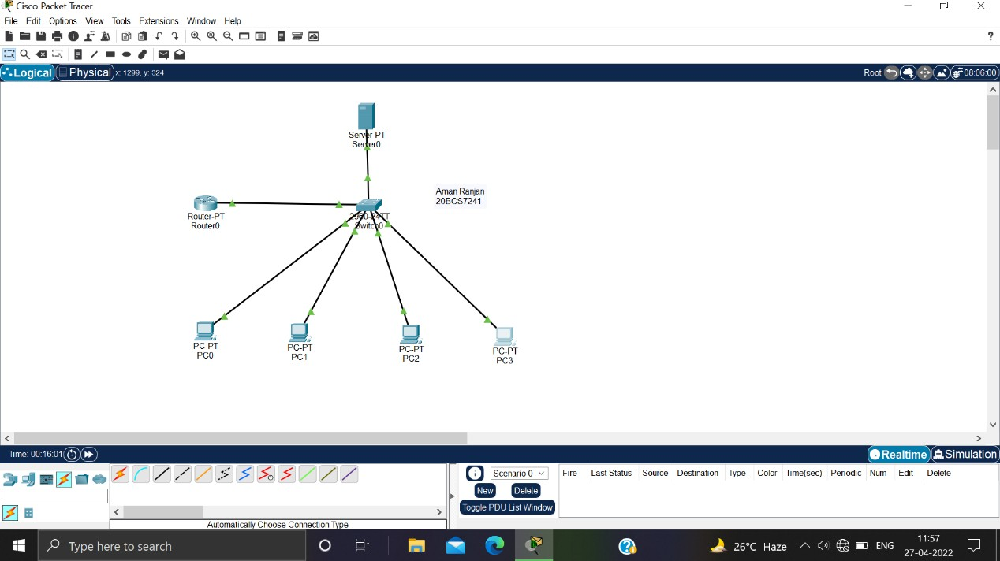 Cisco Packet Tracer
File Edit Options View Tools Extensions Window Help
?
Logical Physical x: 1299, y: 324 Root 08:06:00
Server-PT
Server0
Aman Ranjan
20BCS7241
Router-PT
Router0
2960-24TT
Switch0
PC-PT
PC0
PC-PT
PC1
PC-PT
PC2
PC-PT
PC3
Time: 00:16:01 Realtime Simulation
Scenario 0
New Delete
Toggle PDU List Window
Fire Last Status Source Destination Type Color Time(sec) Periodic Num Edit Delete
Automatically Choose Connection Type
Type here to search
26°C Haze
ENG
11:57
27-04-2022